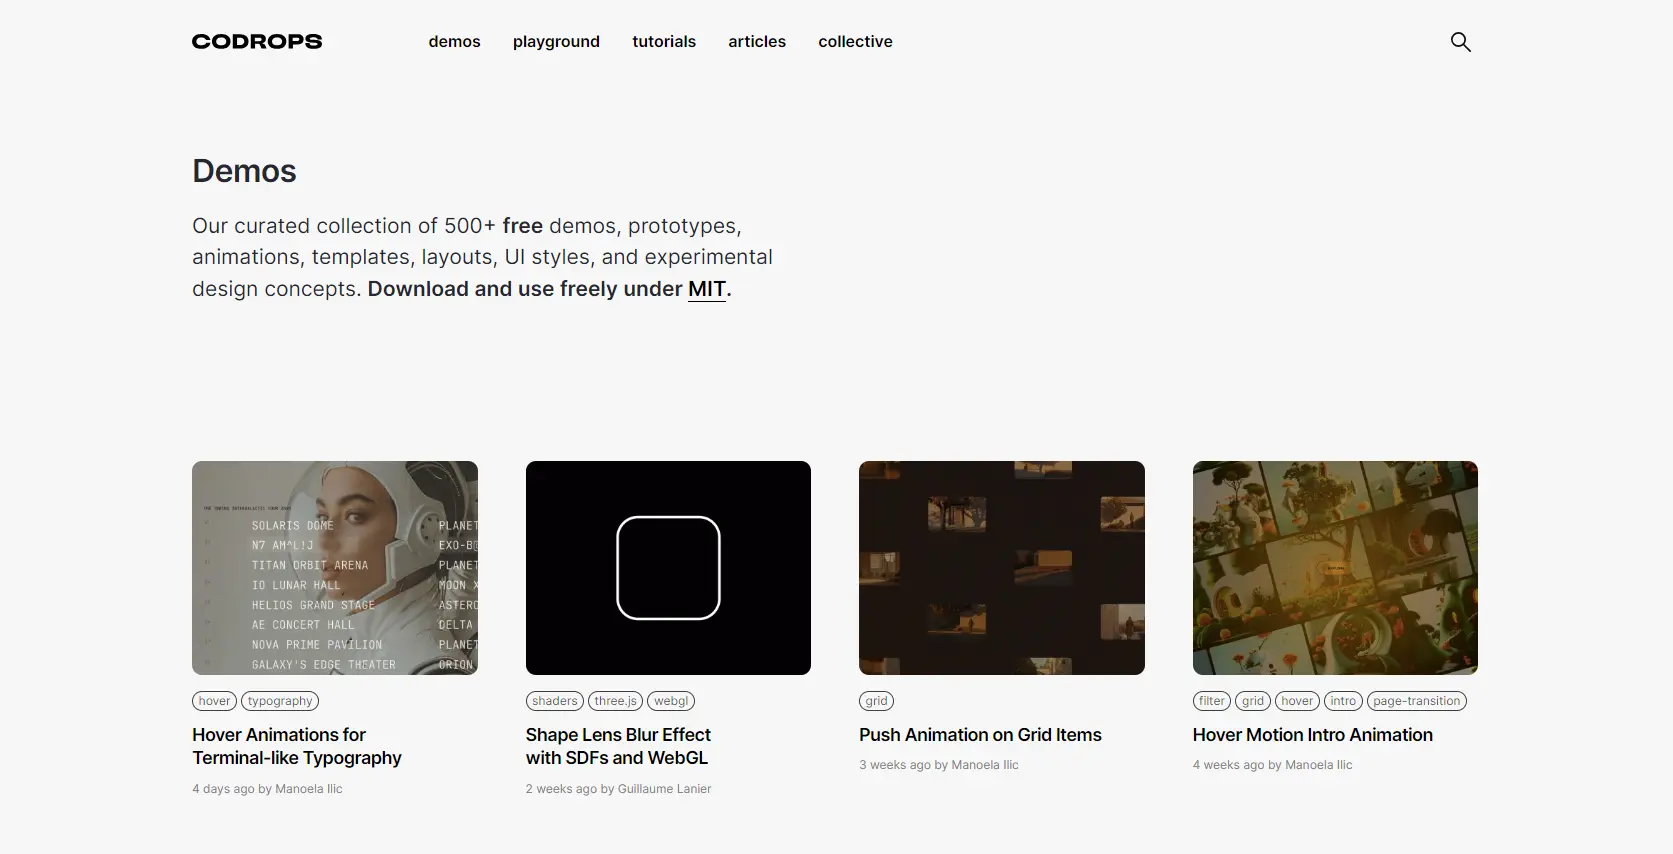 CODROPS
demos
playground
tutorials
articles
collective
Demos
Our curated collection of 500+ free demos, prototypes,
animations, templates, layouts, UI styles, and experimental
design concepts. Download and use freely under MIT.
SOLARIS DOME PLANET
N7 AM^L!J EXO-B@
TITAN ORBIT ARENA PLANET
IO LUNAR HALL MOON X
HELIOS GRAND STAGE ASTERO
AE CONCERT HALL DELTA
NOVA PRIME PAVILION PLANET
GALAXY'S EDGE THEATER ORION
hover typography
Hover Animations for
Terminal-like Typography
4 days ago by Manoela Ilic
shaders three.js webgl
Shape Lens Blur Effect
with SDFs and WebGL
2 weeks ago by Guillaume Lanier
grid
Push Animation on Grid Items
3 weeks ago by Manoela Ilic
filter grid hover intro page-transition
Hover Motion Intro Animation
4 weeks ago by Manoela Ilic